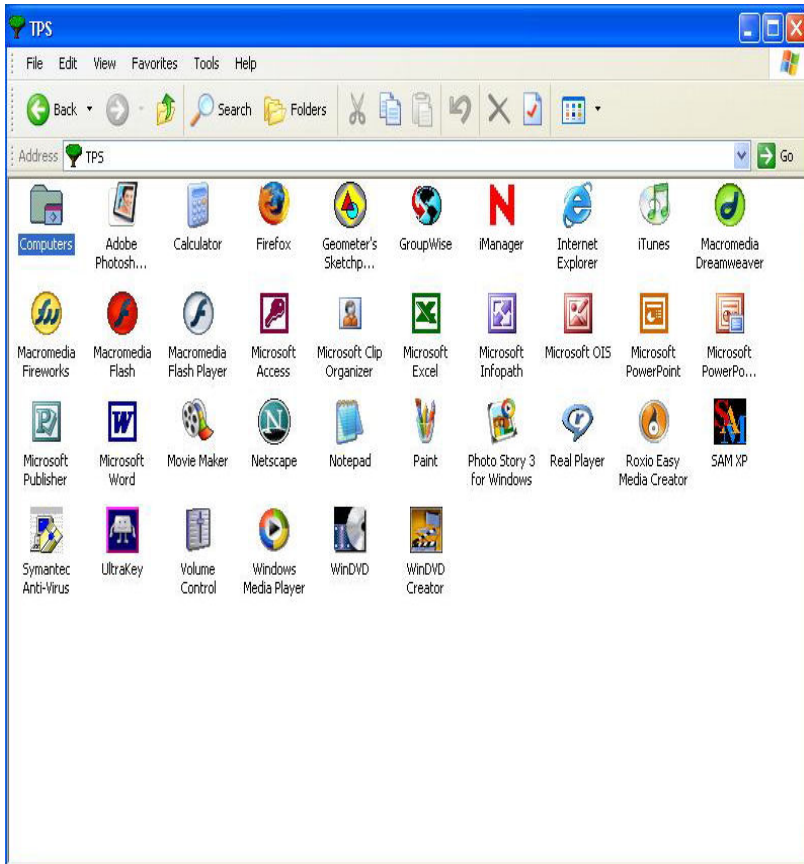 TPS
File Edit View Favorites Tools Help
Back Search Folders
Address TPS Go
Computers Adobe Calculator Firefox Geometer's GroupWise iManager Internet iTunes Macromedia
Photosh... Sketchp... Explorer Dreamweaver
Macromedia Macromedia Macromedia Microsoft Microsoft Clip Microsoft Microsoft Microsoft OIS Microsoft Microsoft
Fireworks Flash Flash Player Access Organizer Excel Infopath PowerPoint PowerPo...
Microsoft Microsoft Movie Maker Netscape Notepad Paint Photo Story 3 Real Player Roxio Easy SAM XP
Publisher Word for Windows Media Creator
Symantec UltraKey Volume Windows WinDVD WinDVD
Anti-Virus Control Media Player Creator